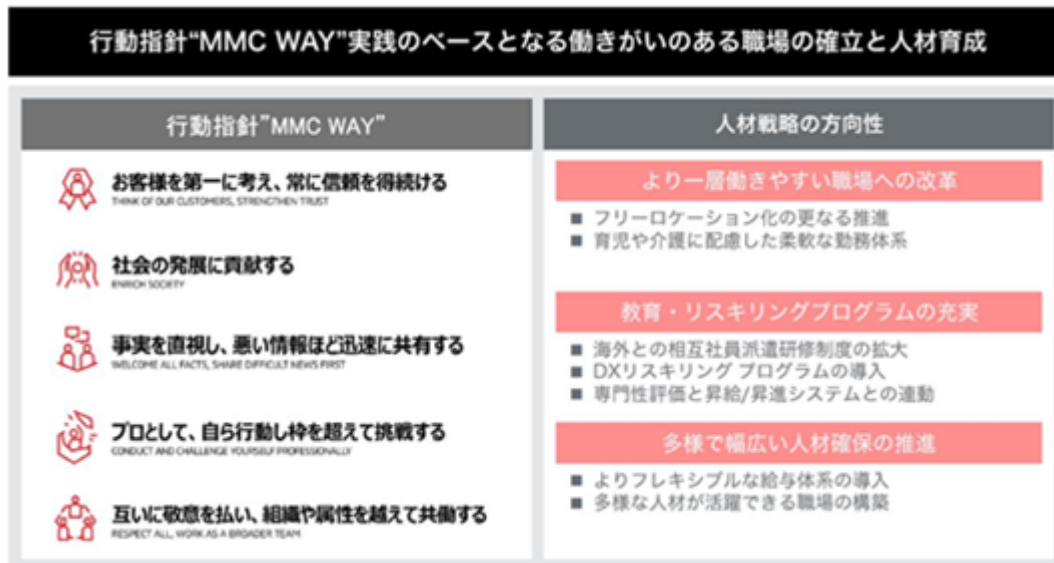 行動指針“MMC WAY”実践のベースとなる働きがいのある職場の確立と人材育成
行動指針”MMC WAY”
お客様を第一に考え、常に信頼を得続ける
THINK OF OUR CUSTOMERS, STRENGTHEN TRUST
社会の発展に貢献する
ENRICH SOCIETY
事実を直視し、悪い情報ほど迅速に共有する
WELCOME ALL FACTS, SHARE DIFFICULT NEWS FIRST
プロとして、自ら行動し枠を超えて挑戦する
CONDUCT AND CHALLENGE YOURSELF PROFESSIONALLY
互いに敬意を払い、組織や属性を越えて共働する
RESPECT ALL, WORK AS A BROADER TEAM
人材戦略の方向性
より一層働きやすい職場への改革
■ フリーロケーション化の更なる推進
■ 育児や介護に配慮した柔軟な勤務体系
教育・リスキリングプログラムの充実
■ 海外との相互社員派遣研修制度の拡大
■ DXリスキリング プログラムの導入
■ 専門性評価と昇給/昇進システムとの連動
多様で幅広い人材確保の推進
■ よりフレキシブルな給与体系の導入
■ 多様な人材が活躍できる職場の構築